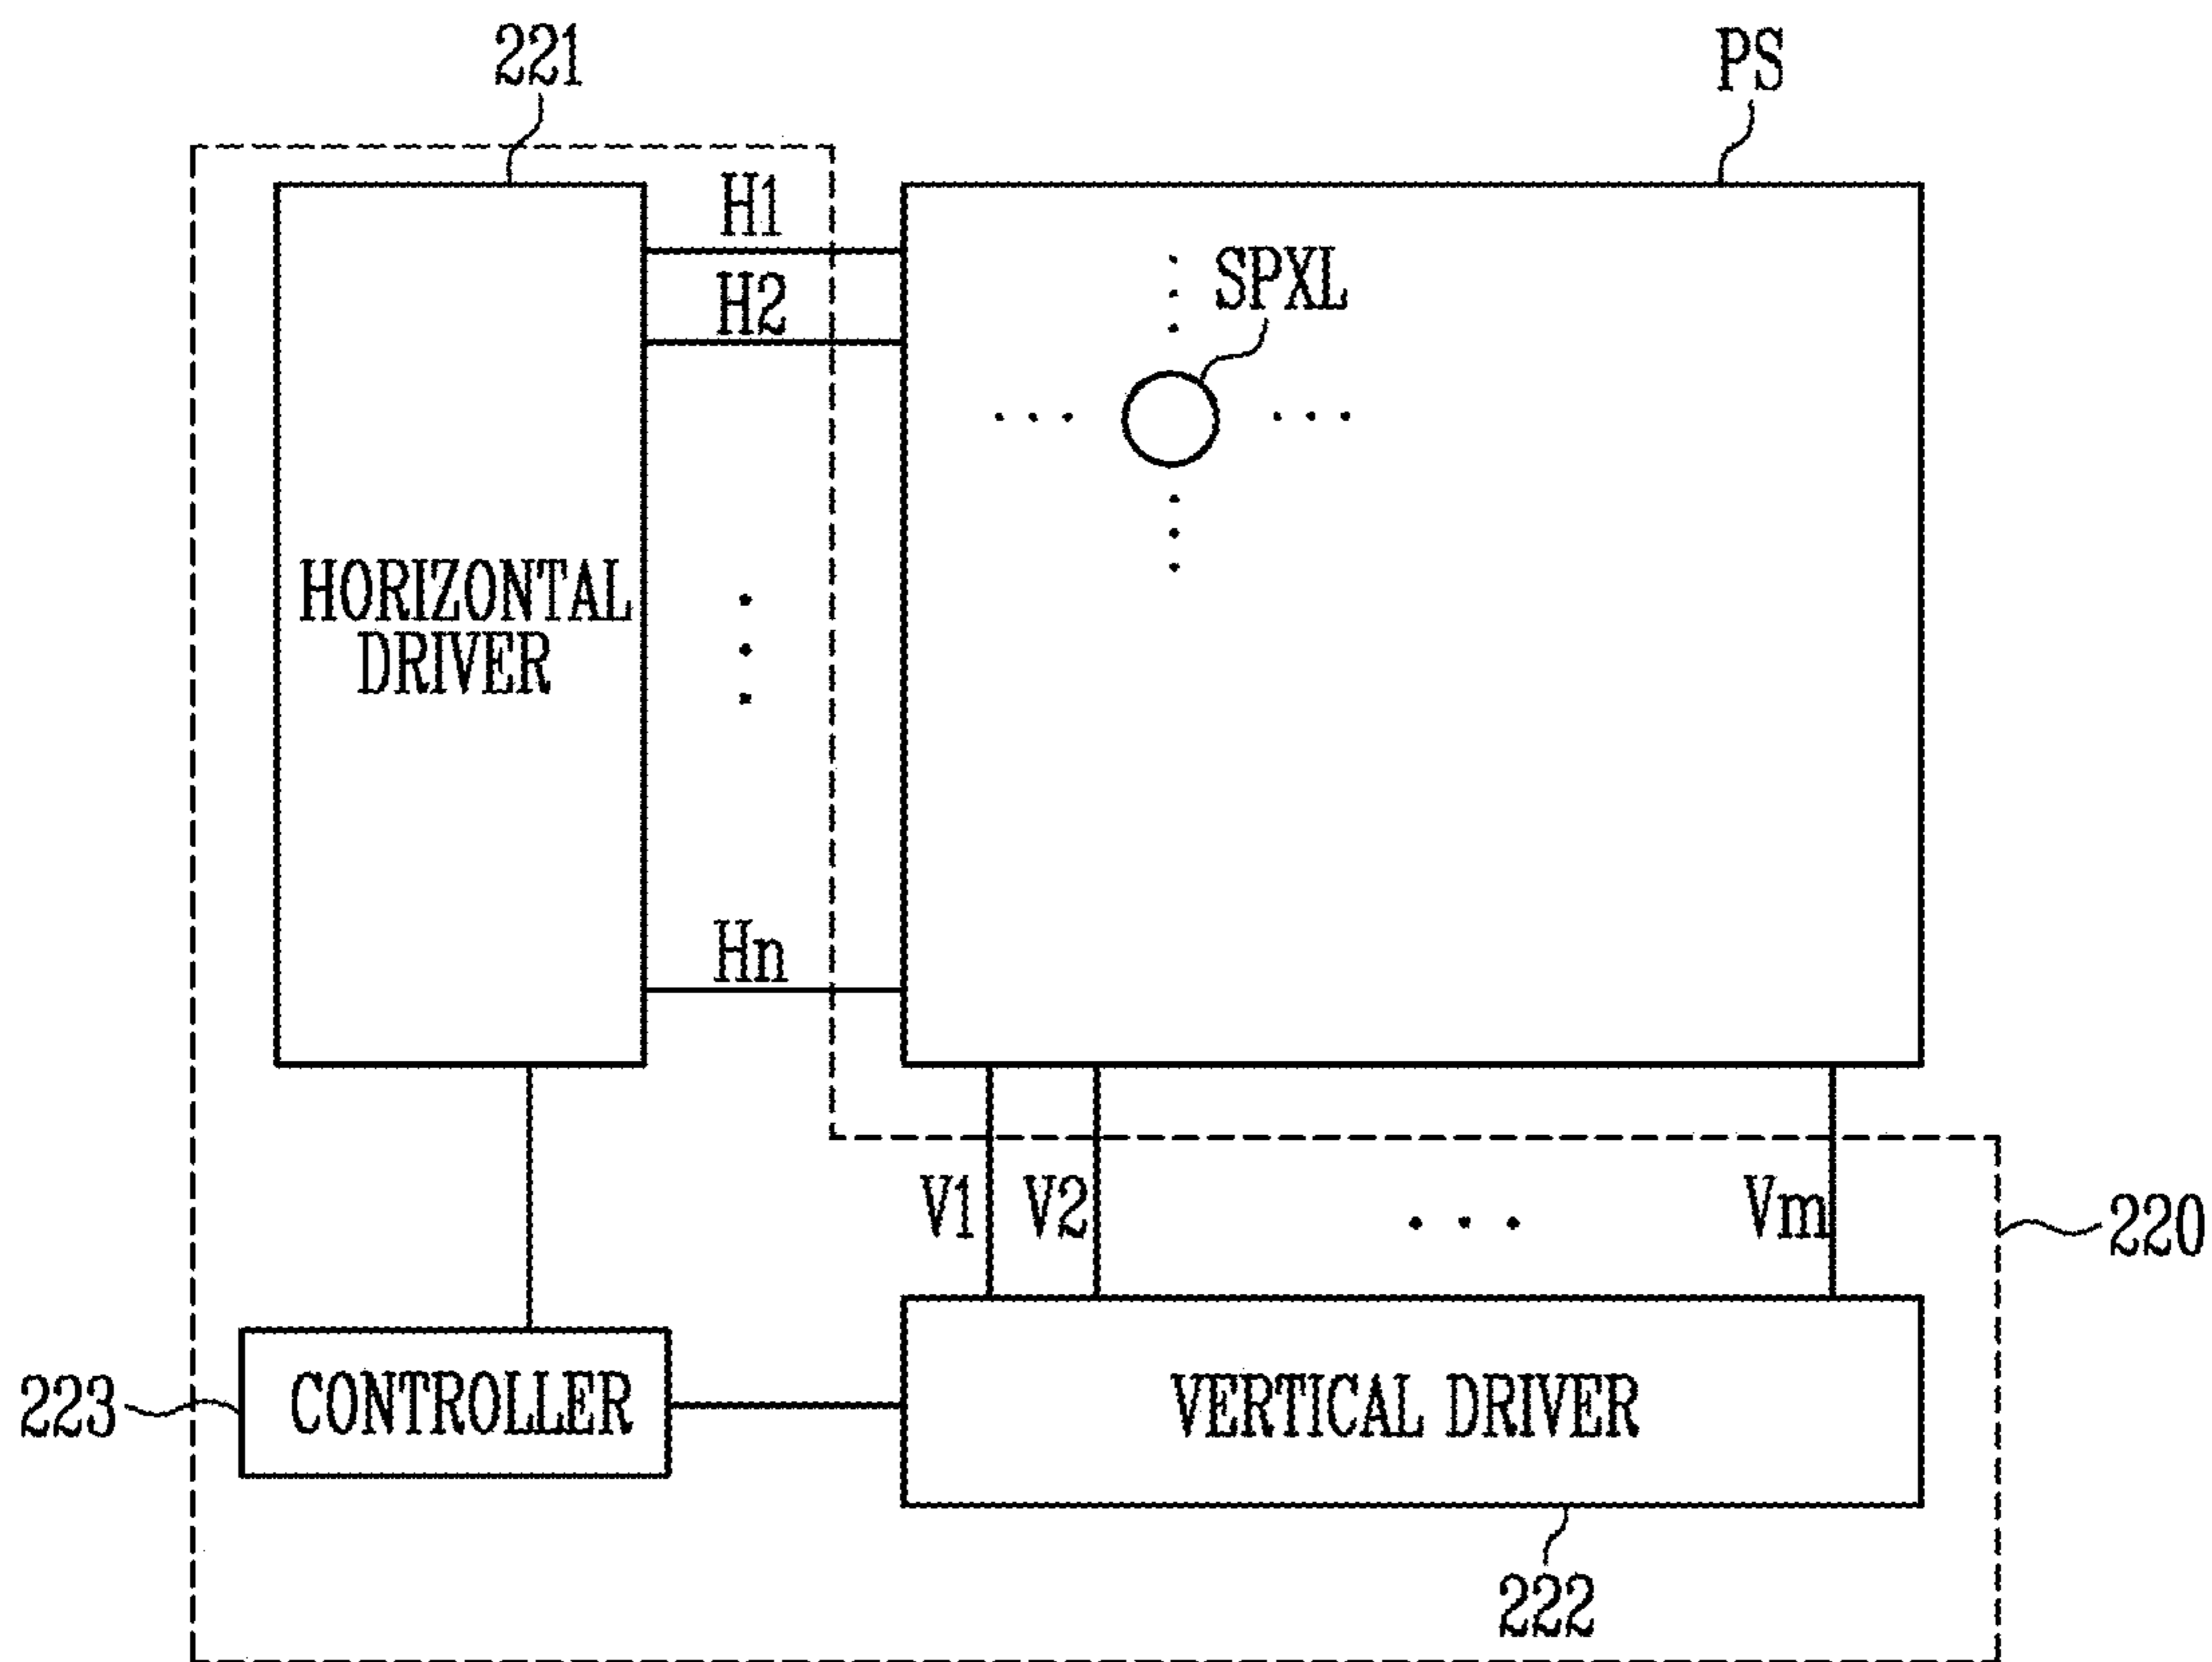 221
PS
H1
H2
SPXL
HORIZONTAL
DRIVER
Hn
V1
V2
Vm
220
223
CONTROLLER
VERTICAL DRIVER
222